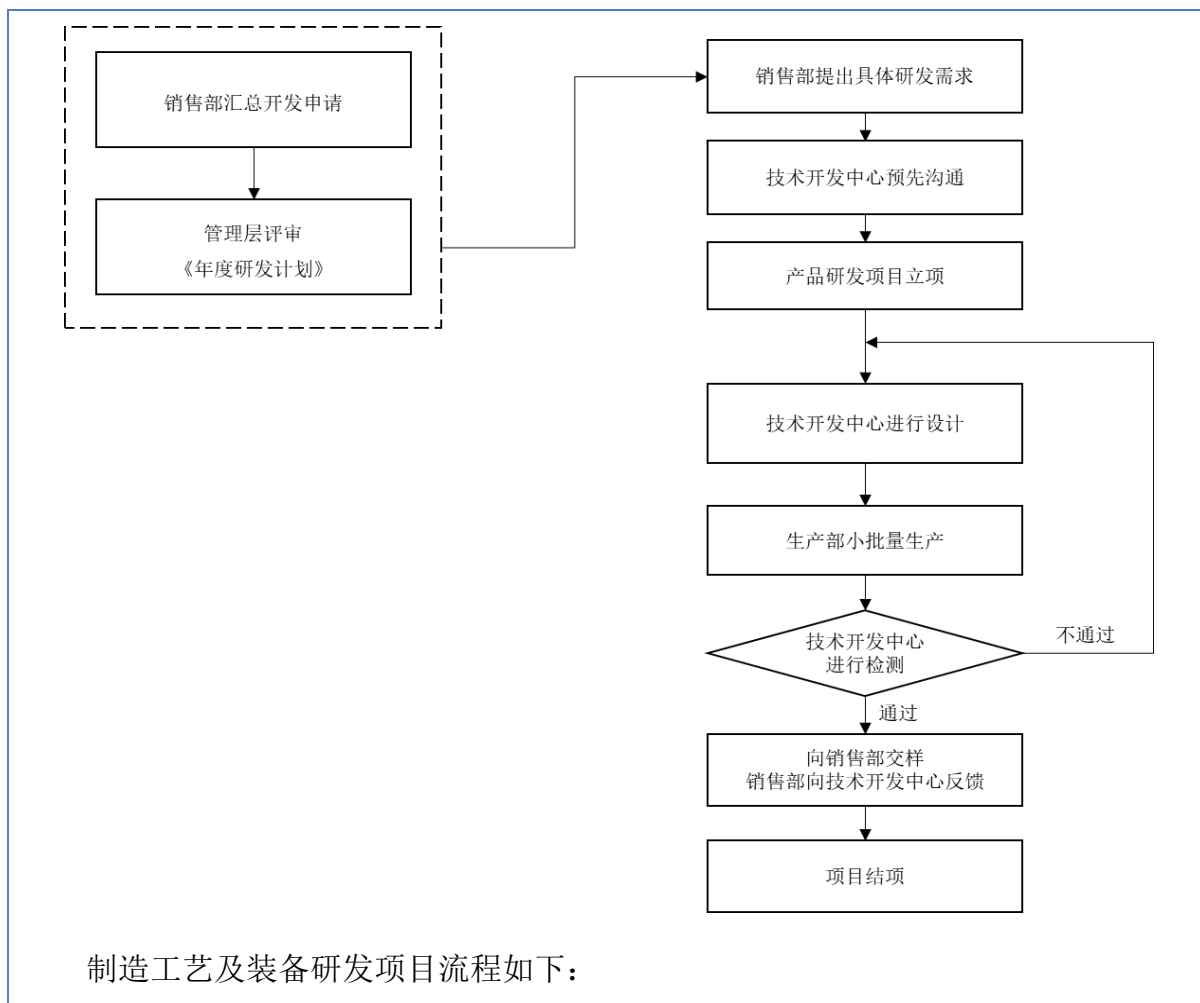 销售部汇总开发申请
管理层评审
《年度研发计划》
销售部提出具体研发需求
技术开发中心预先沟通
产品研发项目立项
技术开发中心进行设计
生产部小批量生产
技术开发中心
进行检测
不通过
通过
向销售部交样
销售部向技术开发中心反馈
项目结项
制造工艺及装备研发项目流程如下：